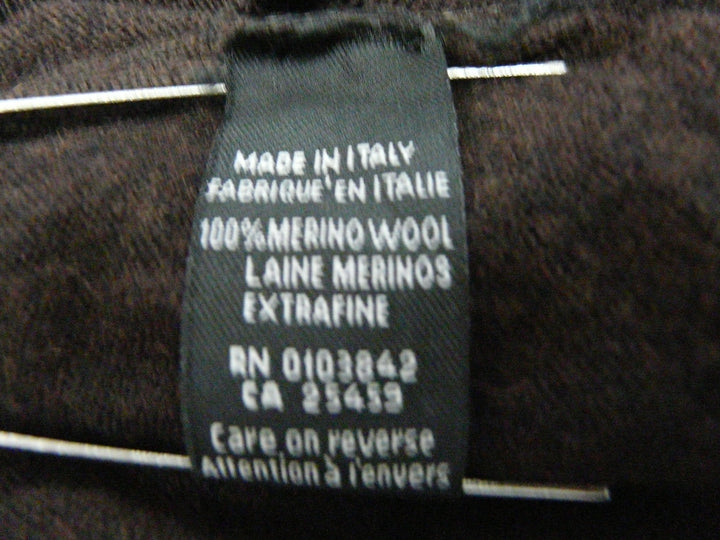 MADE IN ITALY
FABRIQUE' EN ITALIE
100% MERINO WOOL
LAINE MERINOS
EXTRAFINE
RN 0103842
CA 25459
Care on reverse
Attention à l'envers